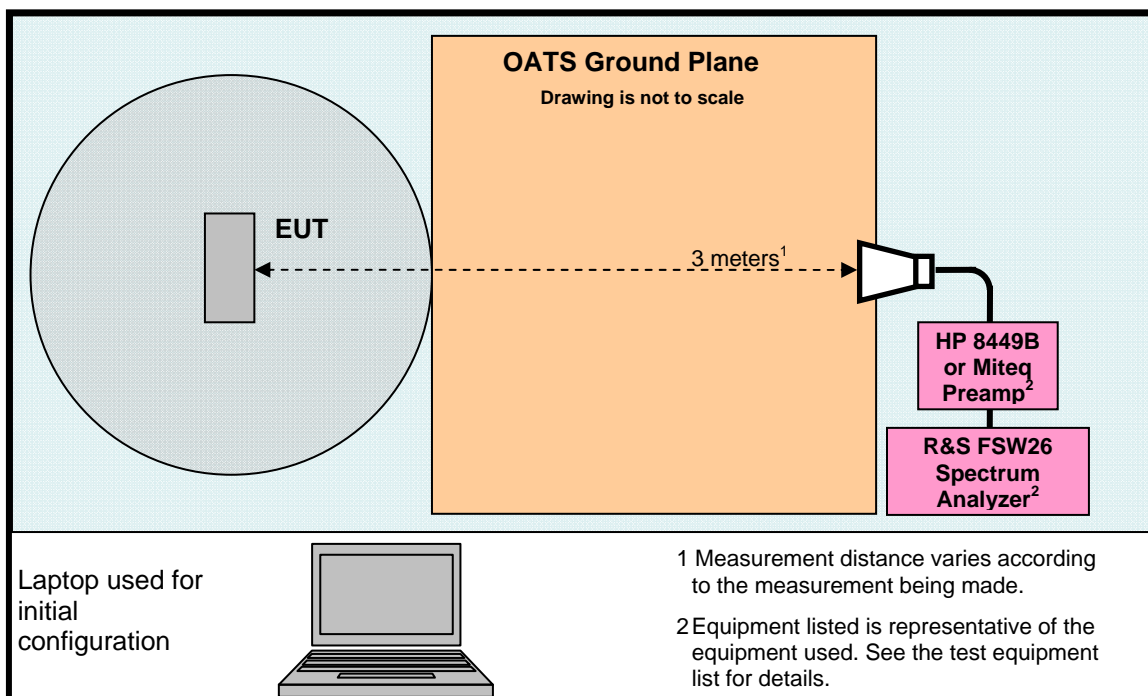 OATS Ground Plane
Drawing is not to scale
EUT
3 meters¹
HP 8449B
or Miteq
Preamp²
R&S FSW26
Spectrum
Analyzer²
Laptop used for
initial
configuration
1 Measurement distance varies according
to the measurement being made.
2 Equipment listed is representative of the
equipment used. See the test equipment
list for details.